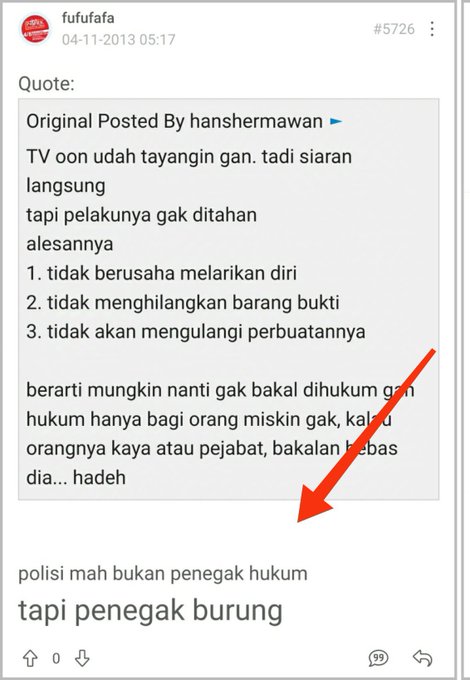 fufufafa
04-11-2013 05:17
#5726
Quote:
Original Posted By hanshermawan ►
TV oon udah tayangin gan. tadi siaran
langsung
tapi pelakunya gak ditahan
alesannya
1. tidak berusaha melarikan diri
2. tidak menghilangkan barang bukti
3. tidak akan mengulangi perbuatannya
berarti mungkin nanti gak bakal dihukum gan
hukum hanya bagi orang miskin gak, kalau
orangnya kaya atau pejabat, bakalan bebas
dia... hadeh
polisi mah bukan penegak hukum
tapi penegak burung
0